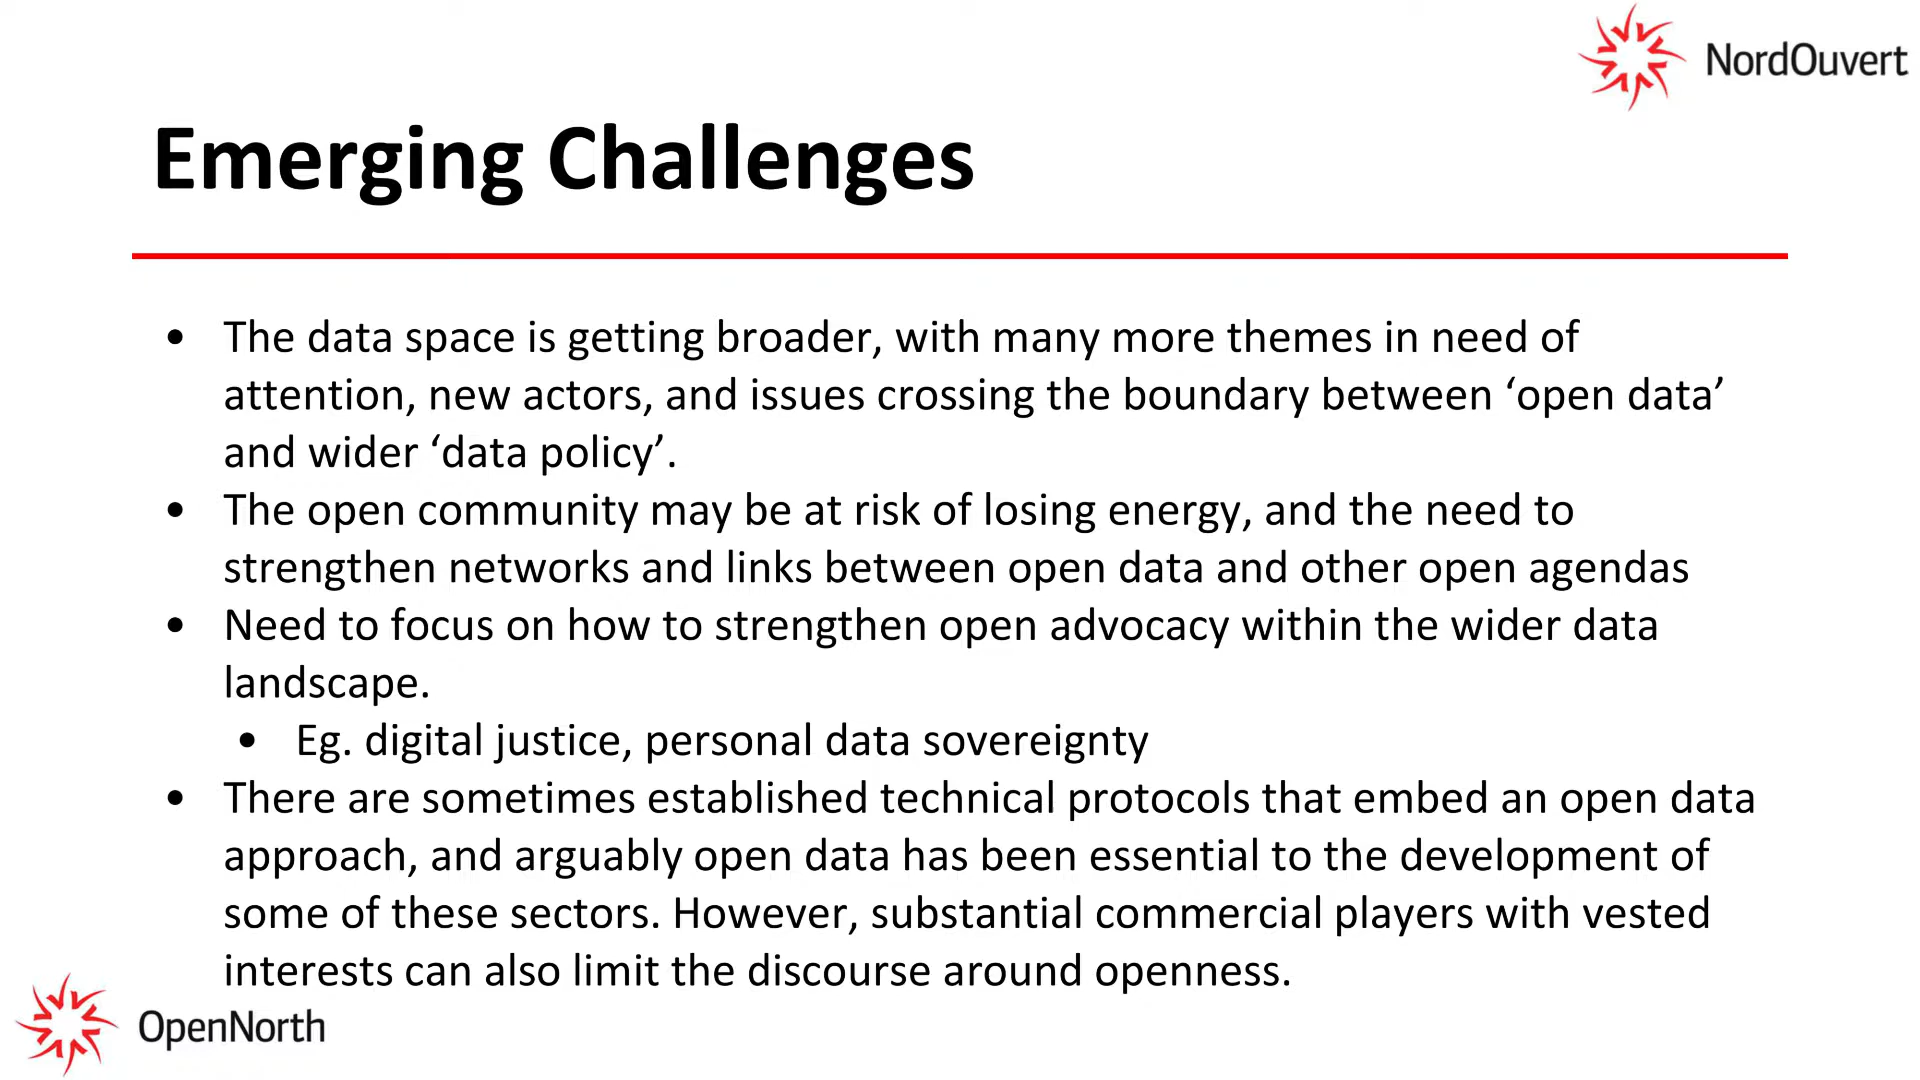 NordOuvert
Emerging Challenges
• The data space is getting broader, with many more themes in need of
attention, new actors, and issues crossing the boundary between ‘open data’
and wider ‘data policy’.
• The open community may be at risk of losing energy, and the need to
strengthen networks and links between open data and other open agendas
• Need to focus on how to strengthen open advocacy within the wider data
landscape.
• Eg. digital justice, personal data sovereignty
• There are sometimes established technical protocols that embed an open data
approach, and arguably open data has been essential to the development of
some of these sectors. However, substantial commercial players with vested
interests can also limit the discourse around openness.
OpenNorth